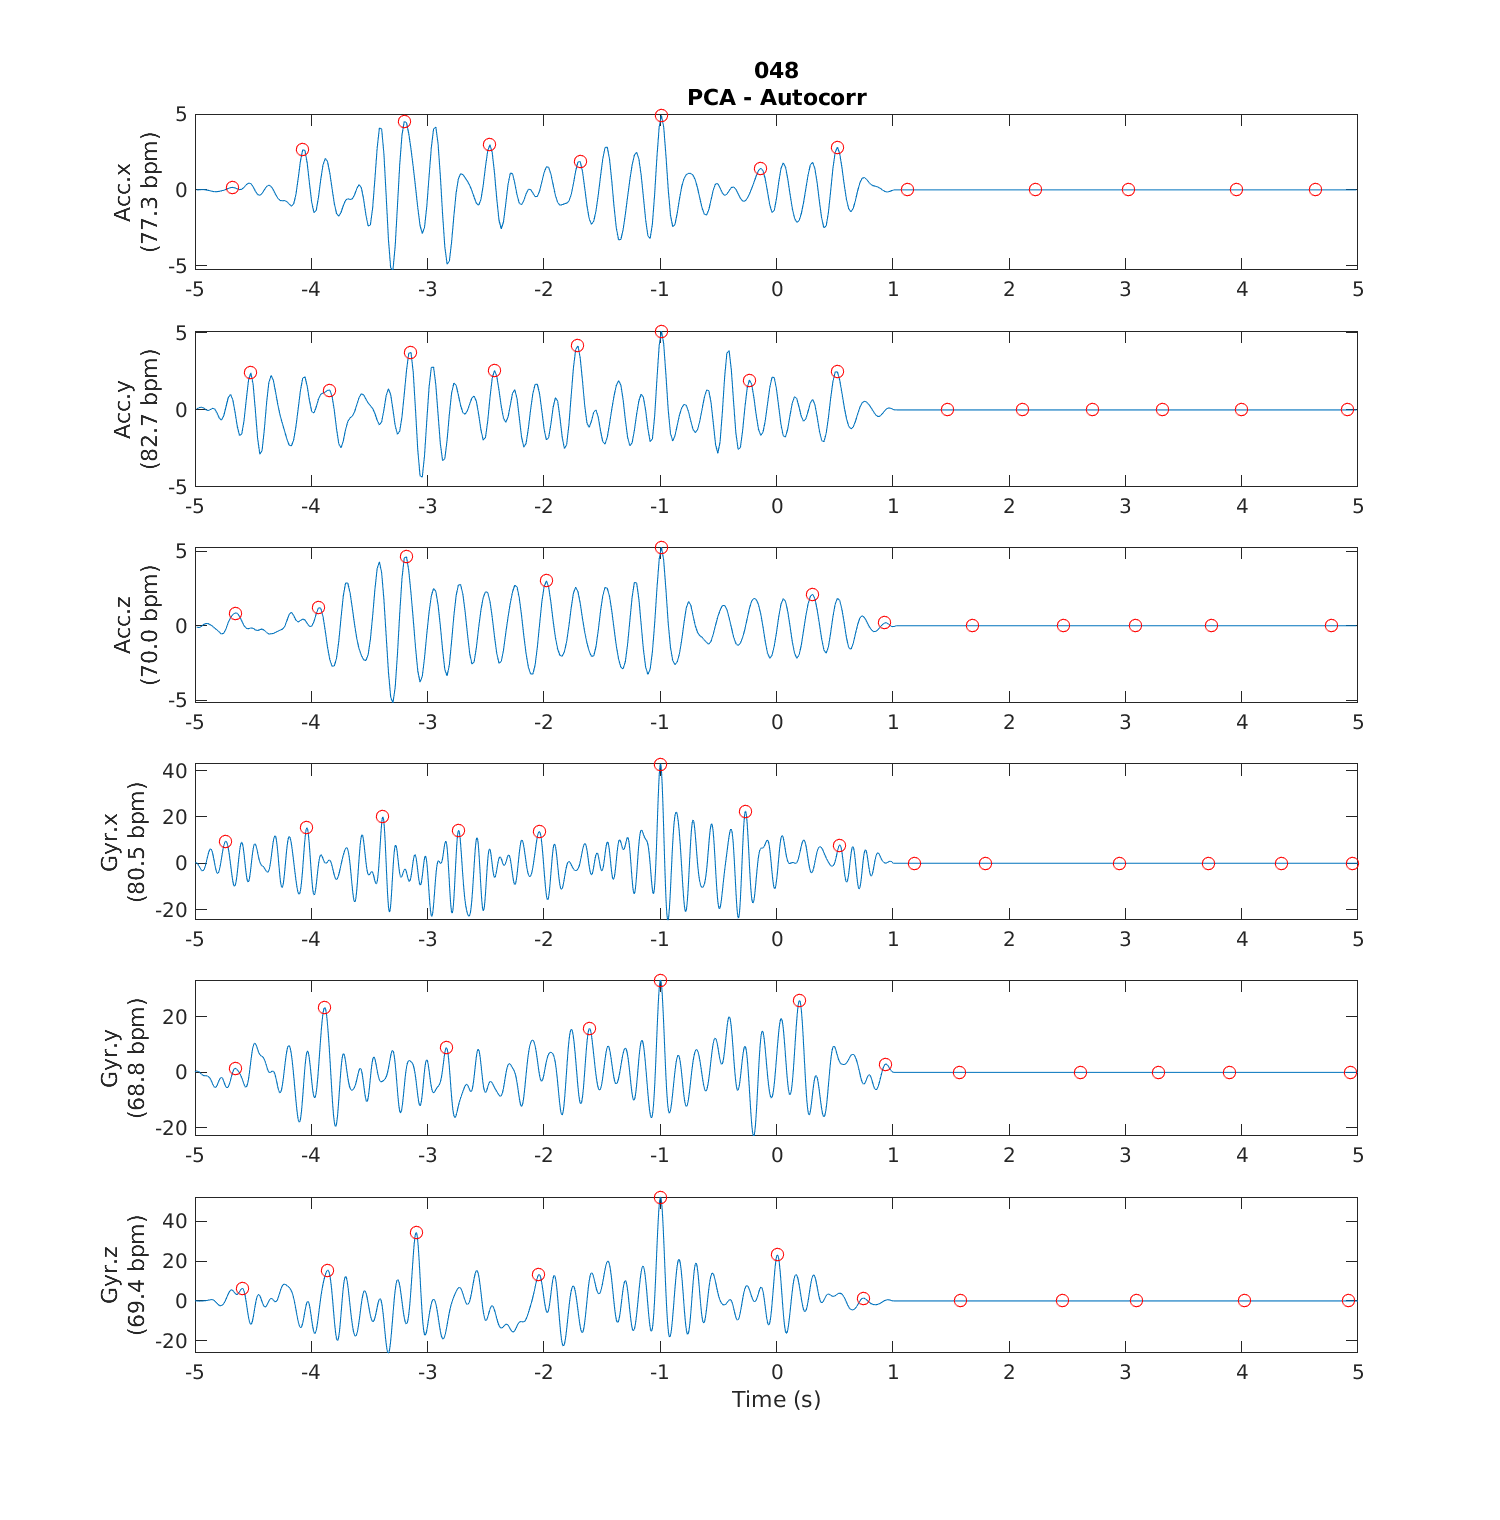 048
PCA - Autocorr
Acc.x
(77.3 bpm)
5
0
-5
-5 -4 -3 -2 -1 0 1 2 3 4 5
Acc.y
(82.7 bpm)
5
0
-5
-5 -4 -3 -2 -1 0 1 2 3 4 5
Acc.z
(70.0 bpm)
5
0
-5
-5 -4 -3 -2 -1 0 1 2 3 4 5
Gyr.x
(80.5 bpm)
40
20
0
-20
-5 -4 -3 -2 -1 0 1 2 3 4 5
Gyr.y
(68.8 bpm)
20
0
-20
-5 -4 -3 -2 -1 0 1 2 3 4 5
Gyr.z
(69.4 bpm)
40
20
0
-20
-5 -4 -3 -2 -1 0 1 2 3 4 5
Time (s)